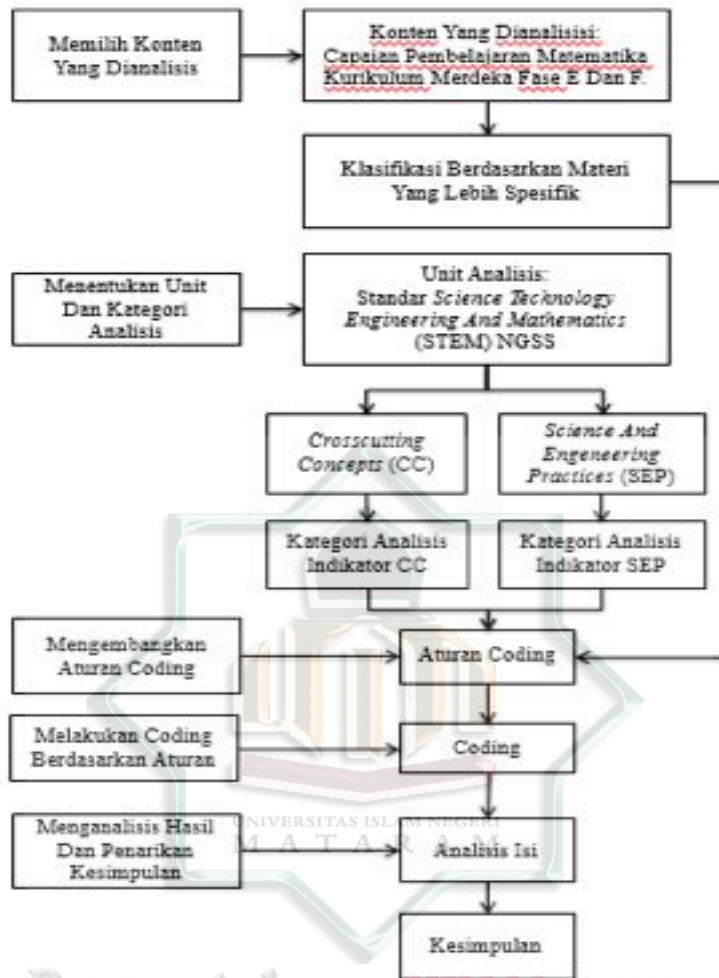 Memilih Konten
Yang Dianalisis
Konten Yang Dianalisisi:
Capaian Pembelajaran Matematika
Kurikulum Merdeka Fase E Dan F.
Klasifikasi Berdasarkan Materi
Yang Lebih Spesifik
Menentukan Unit
Dan Kategori
Analisis
Unit Analisis:
Standar Science Technology
Engineering And Mathematics
(STEM) NGSS
Crosscutting
Concepts (CC)
Science And
Engeneering
Practices (SEP)
Kategori Analisis
Indikator CC
Kategori Analisis
Indikator SEP
Mengembangkan
Aturan Coding
Aturan Coding
Melakukan Coding
Berdasarkan Aturan
Coding
Menganalisis Hasil
Dan Penarikan
Kesimpulan
UNIVERSITAS ISLAM NEGERI
MATARAM
Analisis Isi
Kesimpulan